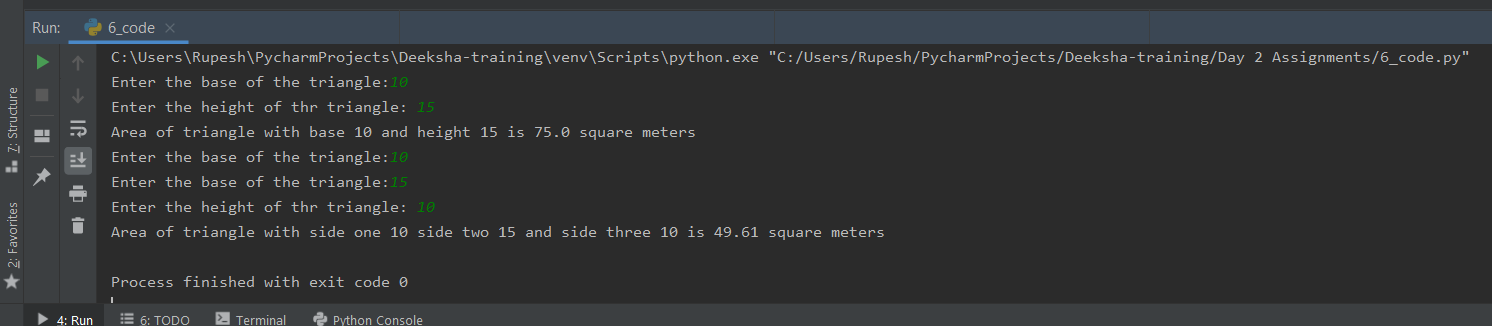 Run: 6_code
C:\Users\Rupesh\PycharmProjects\Deeksha-training\venv\Scripts\python.exe "C:/Users/Rupesh/PycharmProjects/Deeksha-training/Day 2 Assignments/6_code.py"
Enter the base of the triangle:10
Enter the height of thr triangle: 15
Area of triangle with base 10 and height 15 is 75.0 square meters
Enter the base of the triangle:10
Enter the base of the triangle:15
Enter the height of thr triangle: 10
Area of triangle with side one 10 side two 15 and side three 10 is 49.61 square meters
Process finished with exit code 0
7: Structure
2: Favorites
4: Run 6: TODO Terminal Python Console